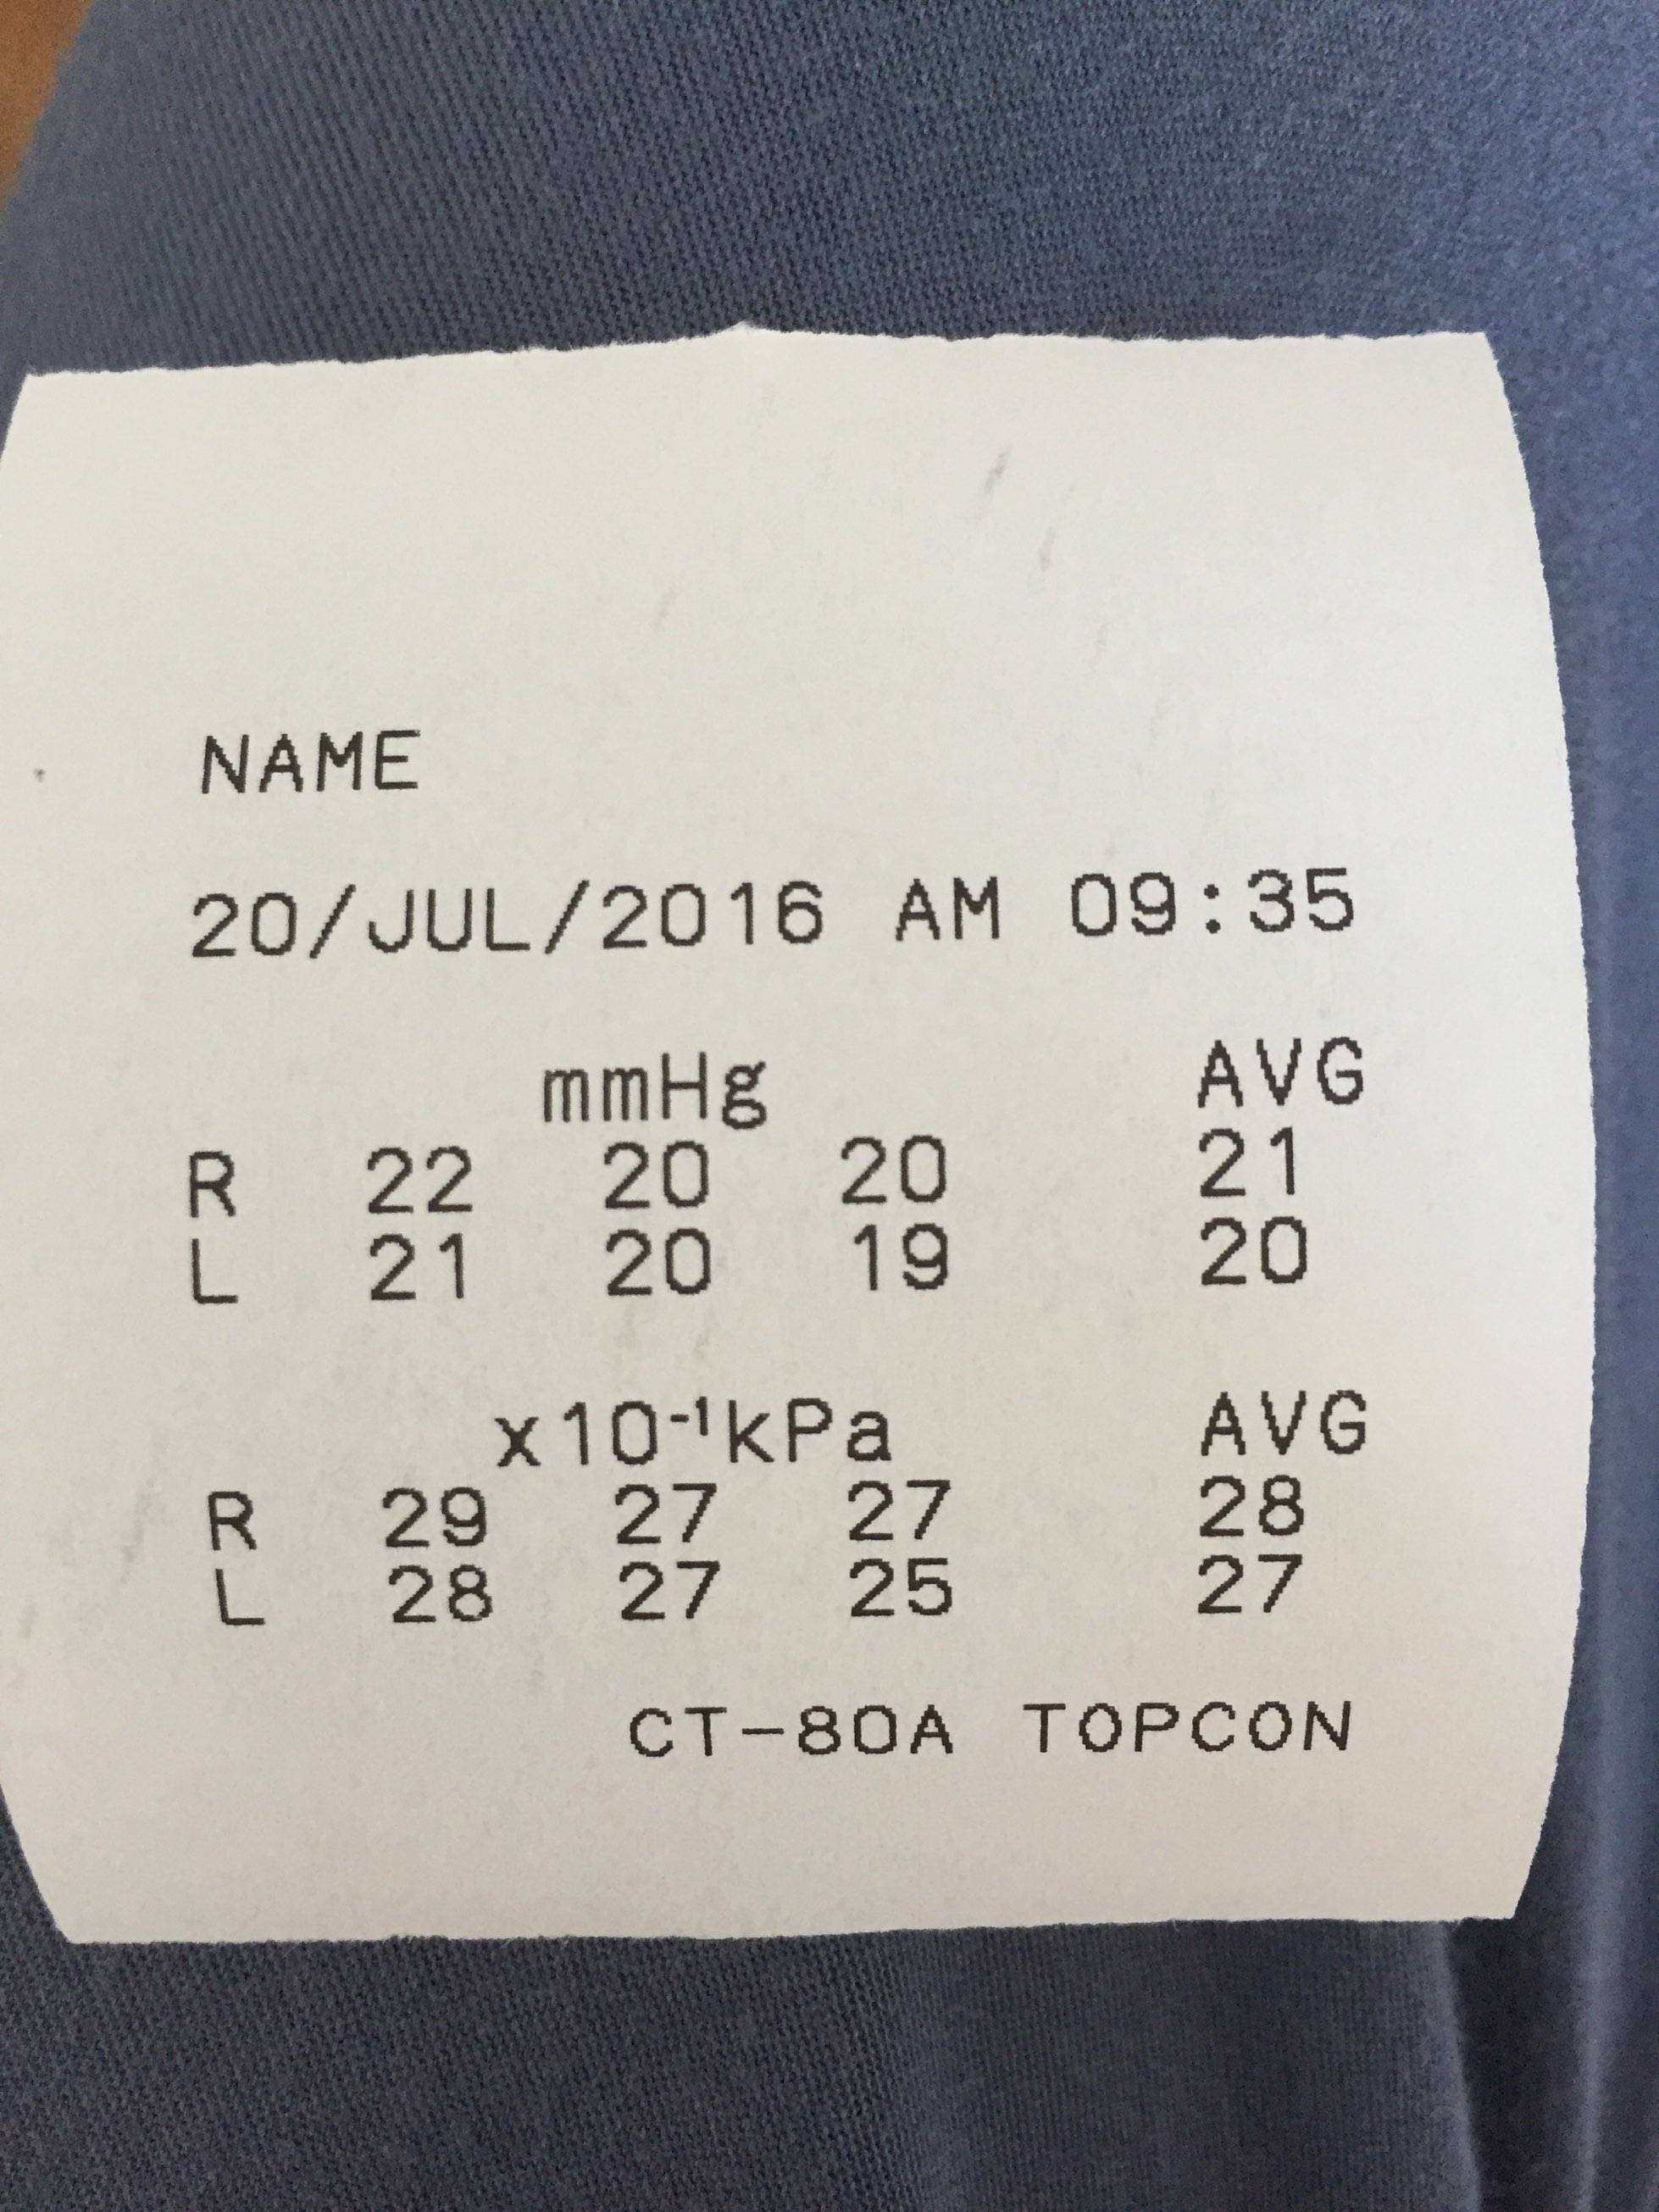 NAME
20/JUL/2016 AM 09:35
mmHg AVG
R 22 20 20 21
L 21 20 19 20
x10⁻¹kPa AVG
R 29 27 27 28
L 28 27 25 27
CT-80A TOPCON